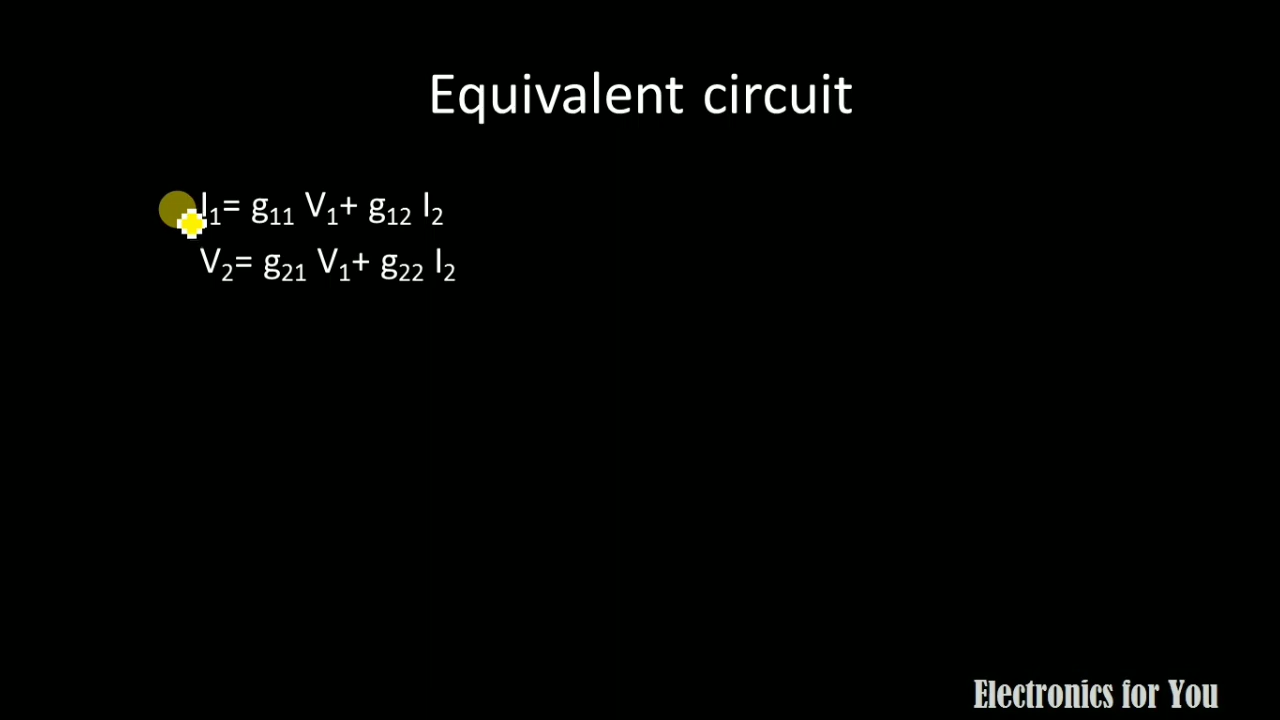 Equivalent circuit
I₁= g₁₁ V₁+ g₁₂ I₂
V₂= g₂₁ V₁+ g₂₂ I₂
Electronics for You